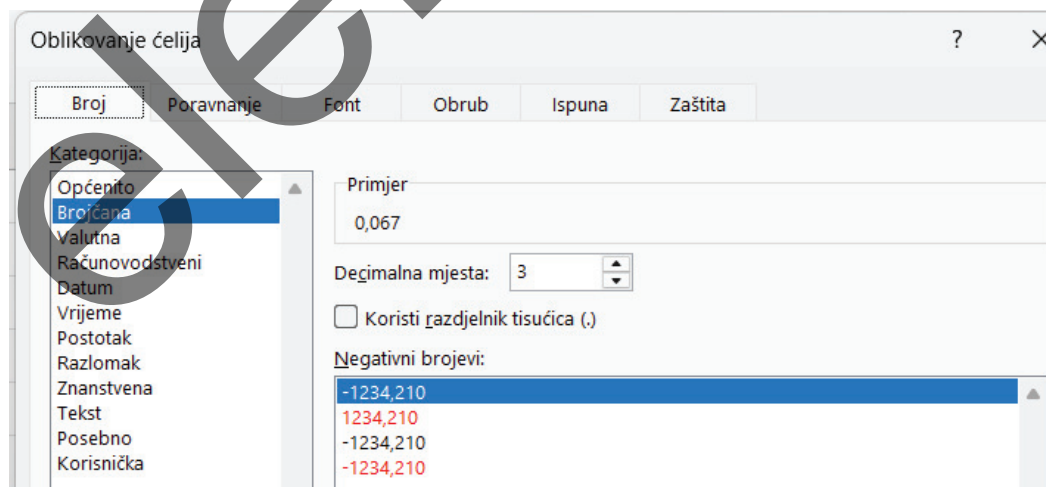 Oblikovanje ćelija ?
Broj Poravnanje Font Obrub Ispuna Zaštita
Kategorija:
Općenito
Brojčana
Valutna
Računovodstveni
Datum
Vrijeme
Postotak
Razlomak
Znanstvena
Tekst
Posebno
Korisnička
Primjer
0,067
Decimalna mjesta: 3
Koristi razdjelnik tisućica (.)
Negativni brojevi:
-1234,210
1234,210
-1234,210
-1234,210
ele